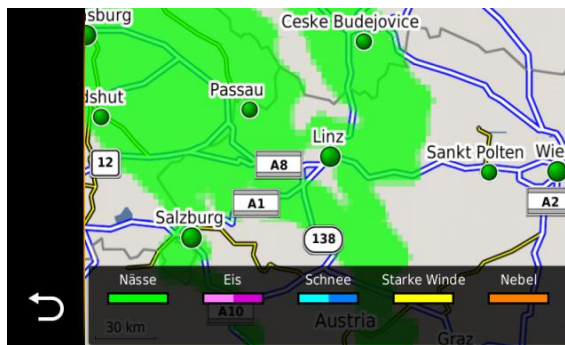 sburg
Ceske Budejovice
dshut
Passau
Linz
12
A8
Sankt Polten
Wie
A1
A2
Salzburg
138
Nässe
Eis
Schnee
Starke Winde
Nebel
A10
30 km
Austria
Graz